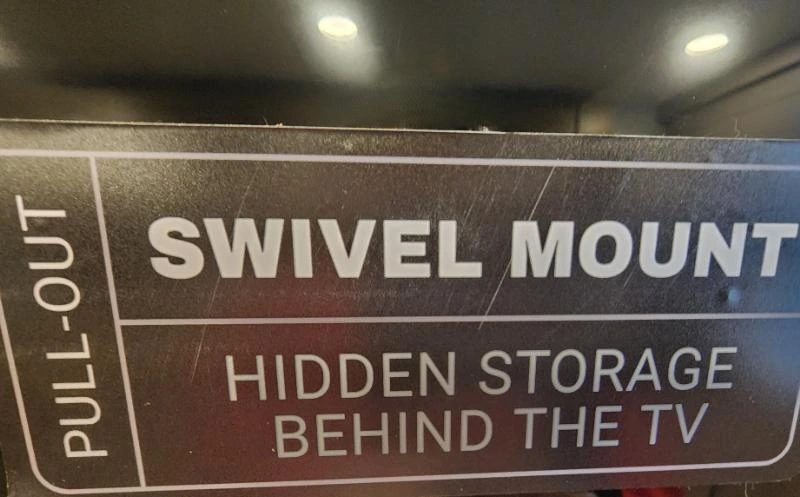 PULL-OUT
SWIVEL MOUNT
HIDDEN STORAGE
BEHIND THE TV